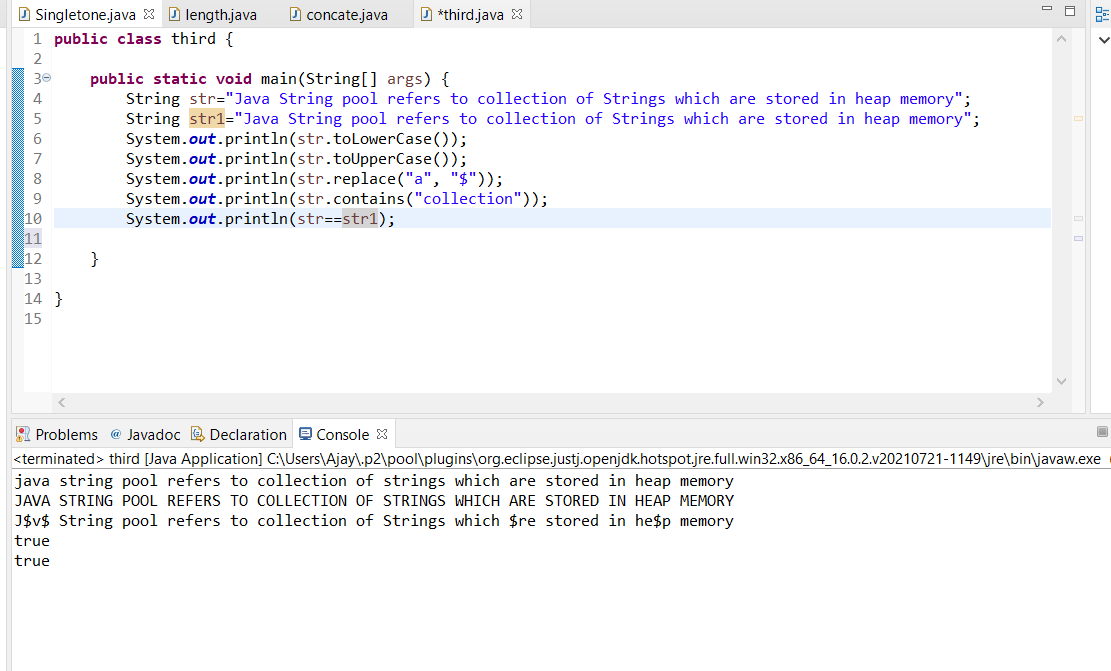 Singletone.java length.java concate.java *third.java
1 public class third {
2
3 public static void main(String[] args) {
4 String str="Java String pool refers to collection of Strings which are stored in heap memory";
5 String str1="Java String pool refers to collection of Strings which are stored in heap memory";
6 System.out.println(str.toLowerCase());
7 System.out.println(str.toUpperCase());
8 System.out.println(str.replace("a", "$"));
9 System.out.println(str.contains("collection"));
10 System.out.println(str==str1);
11
12 }
13
14 }
15
Problems @ Javadoc Declaration Console
<terminated> third [Java Application] C:\Users\Ajay\.p2\pool\plugins\org.eclipse.justj.openjdk.hotspot.jre.full.win32.x86_64_16.0.2.v20210721-1149\jre\bin\javaw.exe (
java string pool refers to collection of strings which are stored in heap memory
JAVA STRING POOL REFERS TO COLLECTION OF STRINGS WHICH ARE STORED IN HEAP MEMORY
J$v$ String pool refers to collection of Strings which $re stored in he$p memory
true
true